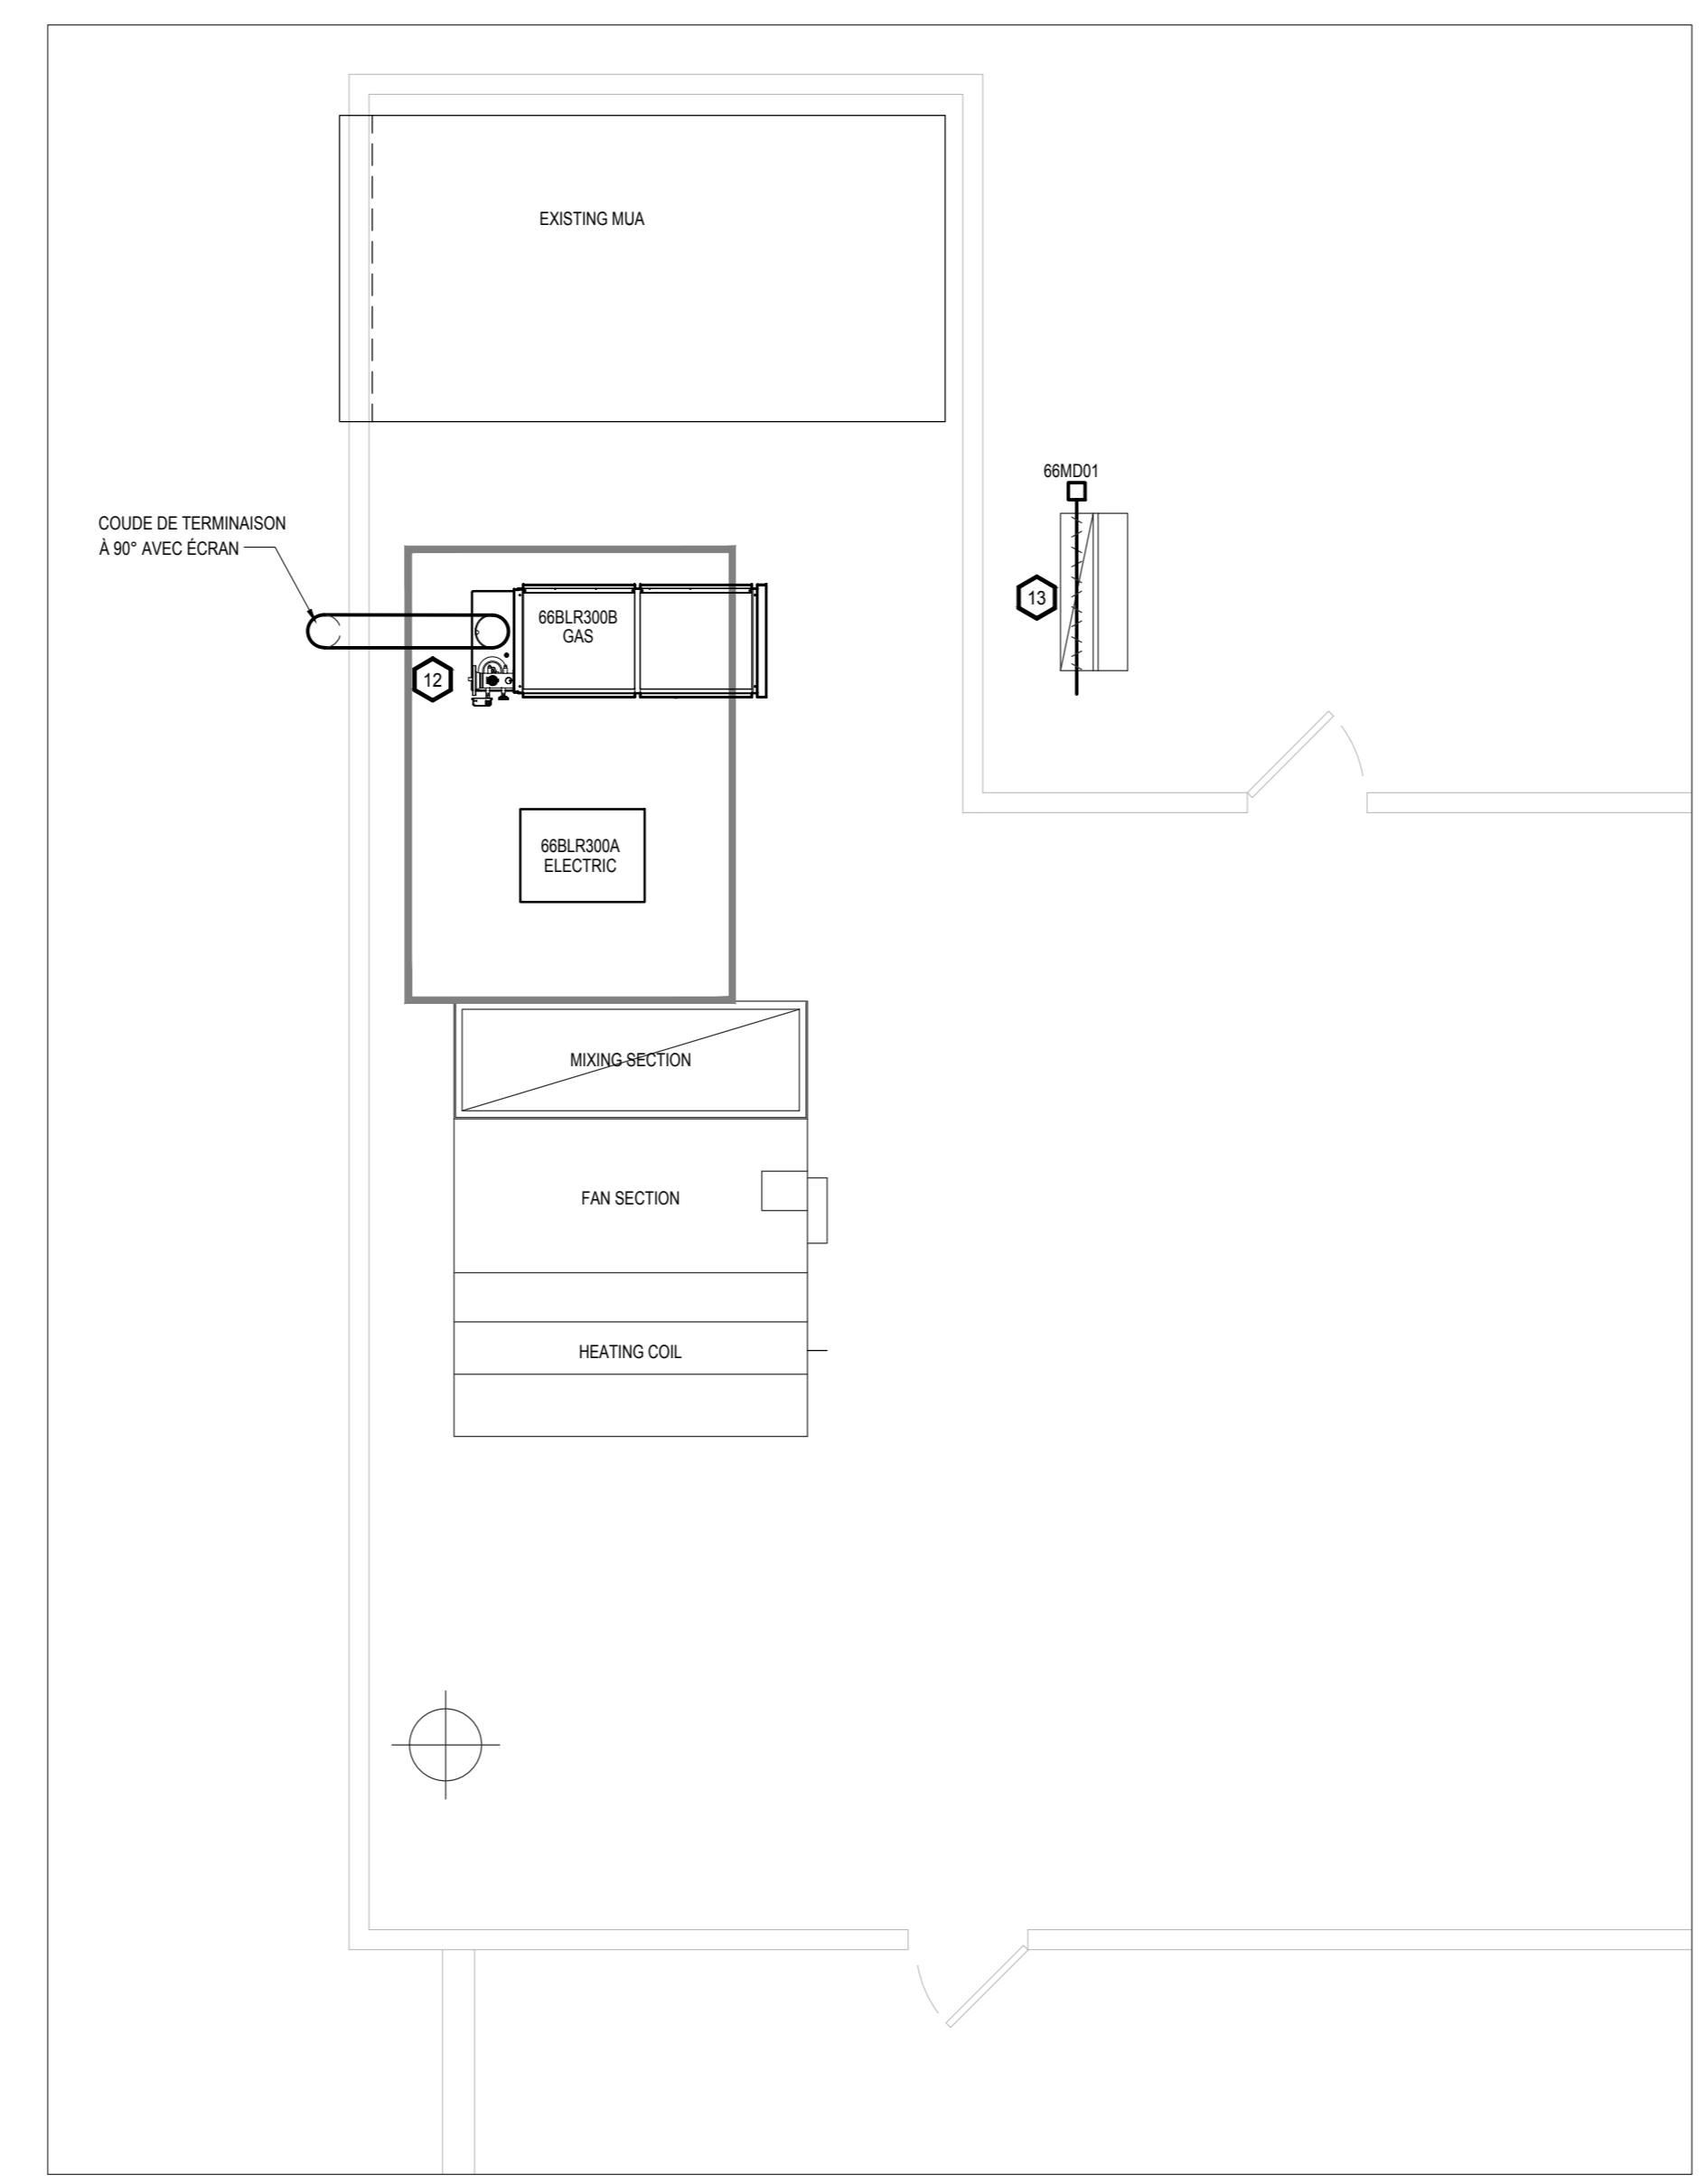 EXISTING MUA
66MD01
COUDE DE TERMINAISON
À 90° AVEC ÉCRAN
13
66BLR300B
GAS
12
66BLR300A
ELECTRIC
MIXING SECTION
FAN SECTION
HEATING COIL